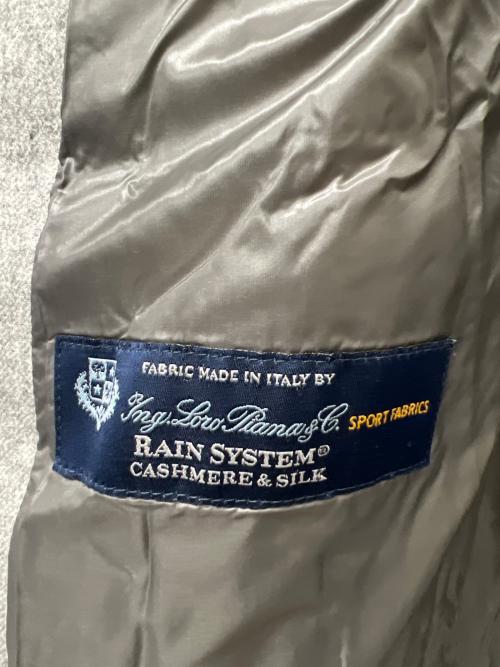 FABRIC MADE IN ITALY BY
Ing. Loro Piana & C. SPORT FABRICS
RAIN SYSTEM®
CASHMERE & SILK